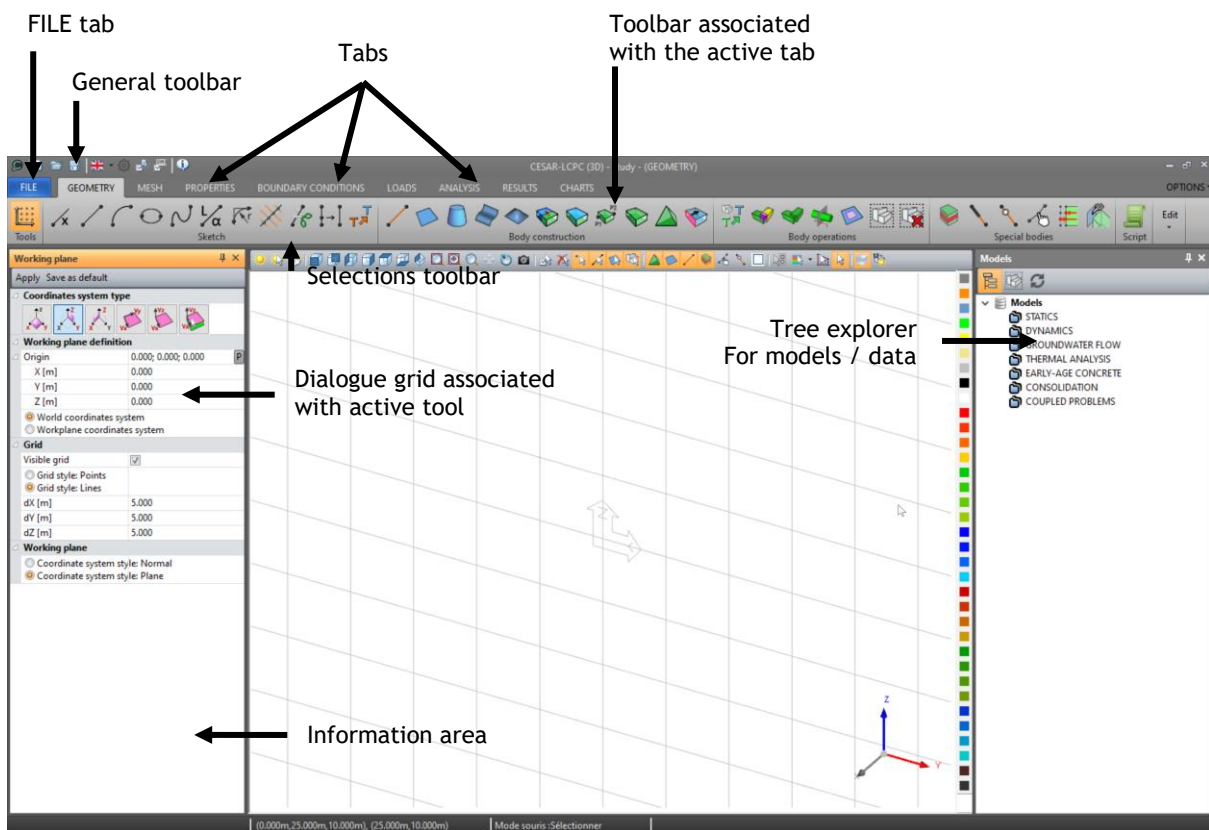 FILE tab
General toolbar
Tabs
Toolbar associated
with the active tab
CESAR-LCPC (3D) - Study - (GEOMETRY)
FILE GEOMETRY MESH PROPERTIES BOUNDARY CONDITIONS LOADS ANALYSIS RESULTS CHARTS OPTIONS
Tools Sketch Body construction Body operations Special bodies Script Edit
Working plane
Apply Save as default
Coordinates system type
Working plane definition
Origin 0.000; 0.000; 0.000 P
X [m] 0.000
Y [m] 0.000
Z [m] 0.000
World coordinates system
Workplane coordinates system
Grid
Visible grid
Grid style: Points
Grid style: Lines
dX [m] 5.000
dY [m] 5.000
dZ [m] 5.000
Working plane
Coordinate system style: Normal
Coordinate system style: Plane
Selections toolbar
Dialogue grid associated
with active tool
Information area
Tree explorer
For models / data
Z
Y
Models
Models
STATICS
DYNAMICS
GROUNDWATER FLOW
THERMAL ANALYSIS
EARLY-AGE CONCRETE
CONSOLIDATION
COUPLED PROBLEMS
(0.000m,25.000m,10.000m), (25.000m,10.000m) Mode souris :Sélectionner